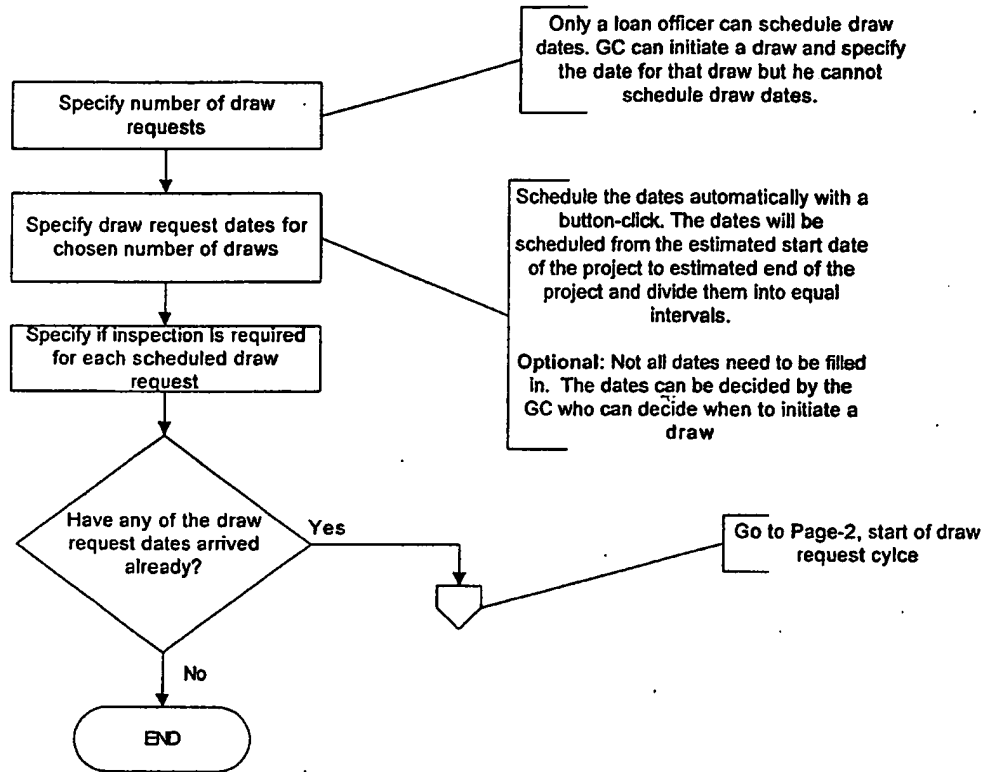 Only a loan officer can schedule draw
dates. GC can initiate a draw and specify
the date for that draw but he cannot
schedule draw dates.
Specify number of draw
requests
Schedule the dates automatically with a
button-click. The dates will be
scheduled from the estimated start date
of the project to estimated end of the
project and divide them into equal
intervals.
Optional: Not all dates need to be filled
in. The dates can be decided by the
GC who can decide when to initiate a
draw
Specify draw request dates for
chosen number of draws
Specify if inspection is required
for each scheduled draw
request
Have any of the draw
request dates arrived
already?
Yes
Go to Page-2, start of draw
request cylce
No
END